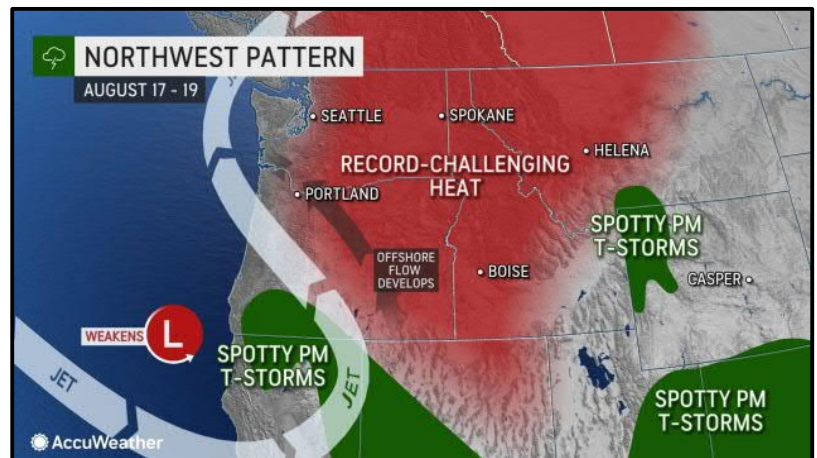 NORTHWEST PATTERN
AUGUST 17 - 19
SEATTLE
SPOKANE
HELENA
RECORD-CHALLENGING
HEAT
PORTLAND
SPOTTY PM
T-STORMS
OFFSHORE
FLOW
DEVELOPS
BOISE
CASPER
WEAKENS
L
SPOTTY PM
T-STORMS
JET
JET
SPOTTY PM
T-STORMS
AccuWeather